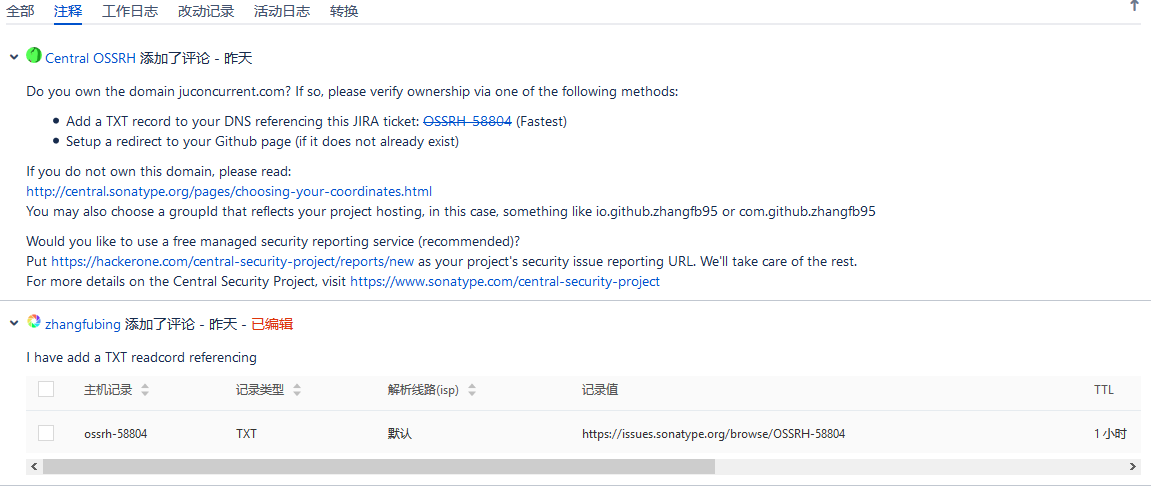 全部 注释 工作日志 改动记录 活动日志 转换
Central OSSRH 添加了评论 - 昨天
Do you own the domain juconcurrent.com? If so, please verify ownership via one of the following methods:
Add a TXT record to your DNS referencing this JIRA ticket: OSSRH-58804 (Fastest)
Setup a redirect to your Github page (if it does not already exist)
If you do not own this domain, please read:
http://central.sonatype.org/pages/choosing-your-coordinates.html
You may also choose a groupId that reflects your project hosting, in this case, something like io.github.zhangfb95 or com.github.zhangfb95
Would you like to use a free managed security reporting service (recommended)?
Put https://hackerone.com/central-security-project/reports/new as your project's security issue reporting URL. We'll take care of the rest.
For more details on the Central Security Project, visit https://www.sonatype.com/central-security-project
zhangfubing 添加了评论 - 昨天 - 已编辑
I have add a TXT readcord referencing
主机记录 记录类型 解析线路(isp) 记录值 TTL
ossrh-58804 TXT 默认 https://issues.sonatype.org/browse/OSSRH-58804 1 小时